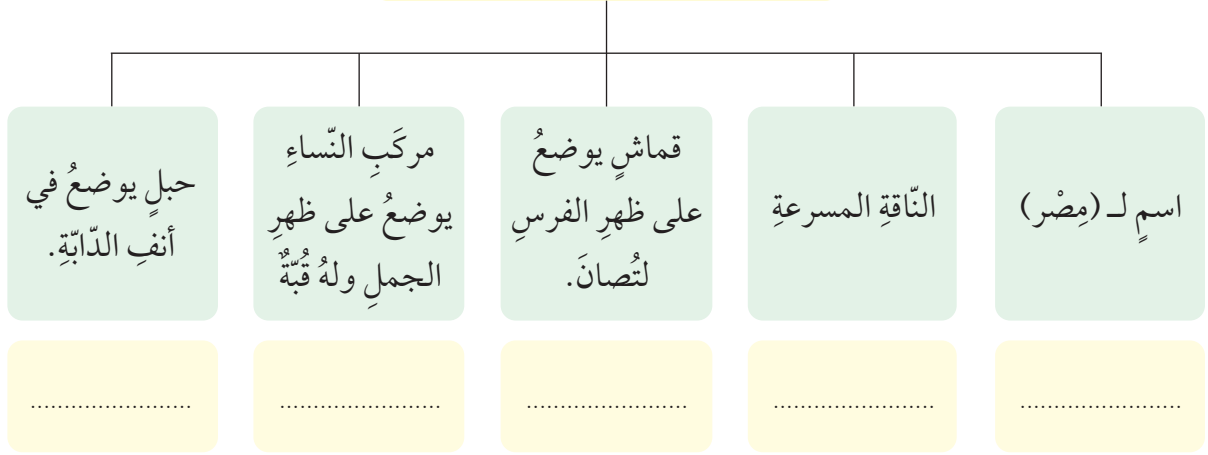 اسمٍ لـ (مِصْر)
النّاقةِ المسرعةِ
قماشٍ يوضعُ
على ظهرِ الفرسِ
لتُصانَ.
مركَبِ النّساءِ
يوضعُ على ظهرِ
الجملِ ولهُ قُبّةٌ
حبلٍ يوضعُ في
أنفِ الدّابّةِ.
........................
........................
........................
........................
........................